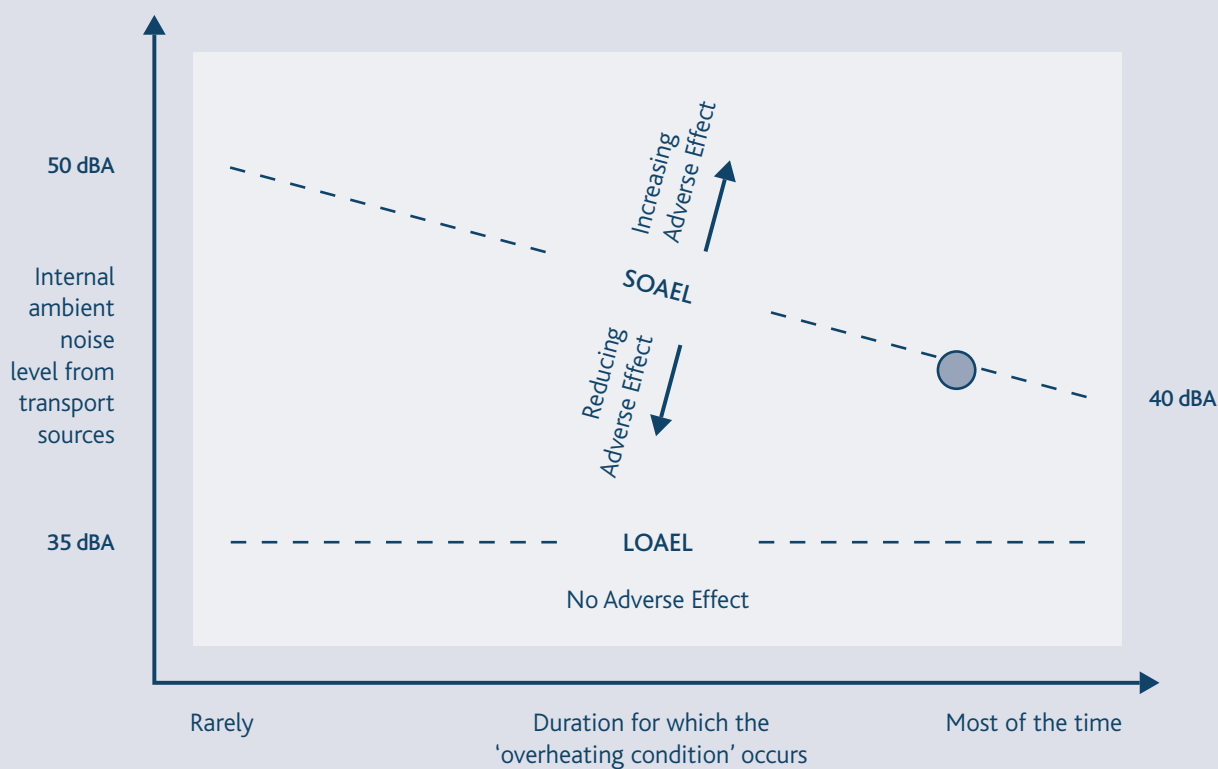 50 dBA
Internal
ambient
noise
level from
transport
sources
35 dBA
Increasing
Adverse Effect
SOAEL
Reducing
Adverse Effect
40 dBA
LOAEL
No Adverse Effect
Rarely
Duration for which the
‘overheating condition’ occurs
Most of the time